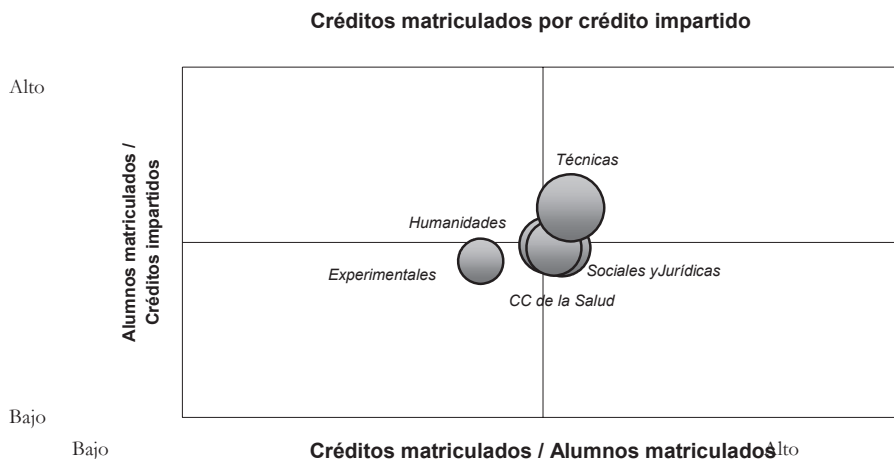 Créditos matriculados por crédito impartido
Alto
Alumnos matriculados /
Créditos impartidos
Técnicas
Humanidades
Experimentales
Sociales yJurídicas
CC de la Salud
Bajo
Bajo
Créditos matriculados / Alumnos matriculados
Alto